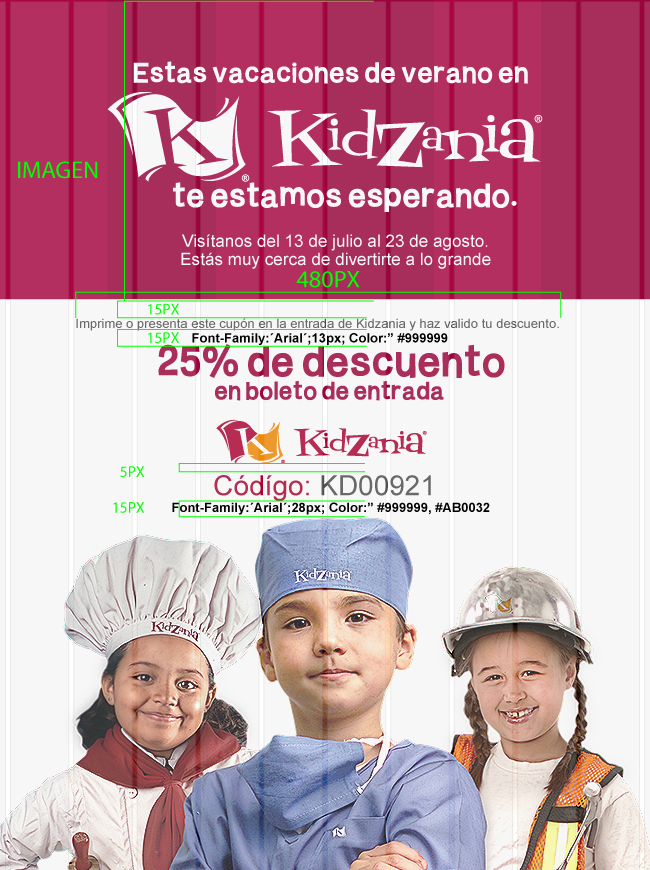 Estas vacaciones de verano en
K KidZania®
®
IMAGEN
te estamos esperando.
Visítanos del 13 de julio al 23 de agosto.
Estás muy cerca de divertirte a lo grande
480PX
15PX
Imprime o presenta este cupón en la entrada de Kidzania y haz valido tu descuento.
15PX Font-Family:´Arial´;13px; Color:” #999999
25% de descuento
en boleto de entrada
K KidZania®
5PX
Código: KD00921
15PX Font-Family:´Arial´;28px; Color:” #999999, #AB0032
KidZania
KidZania